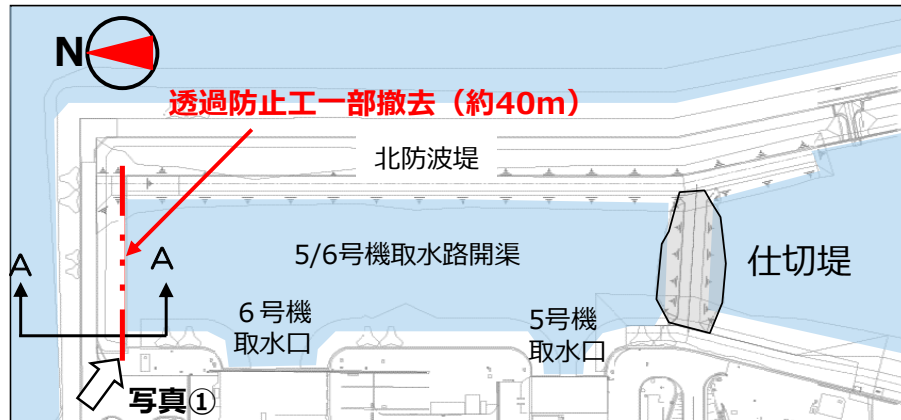 N
透過防止工一部撤去（約40m）
北防波堤
5/6号機取水路開渠
仕切堤
A
A
６号機
取水口
5号機
取水口
写真①